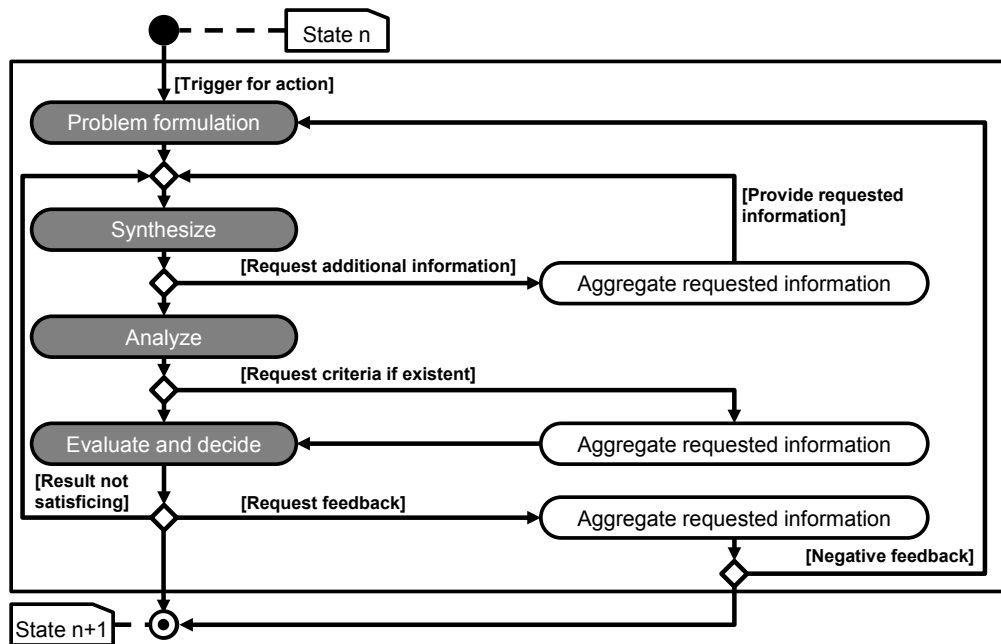 State n
[Trigger for action]
Problem formulation
[Provide requested
information]
Synthesize
[Request additional information]
Aggregate requested information
Analyze
[Request criteria if existent]
Evaluate and decide
Aggregate requested information
[Result not
satisficing]
[Request feedback]
Aggregate requested information
[Negative feedback]
State n+1